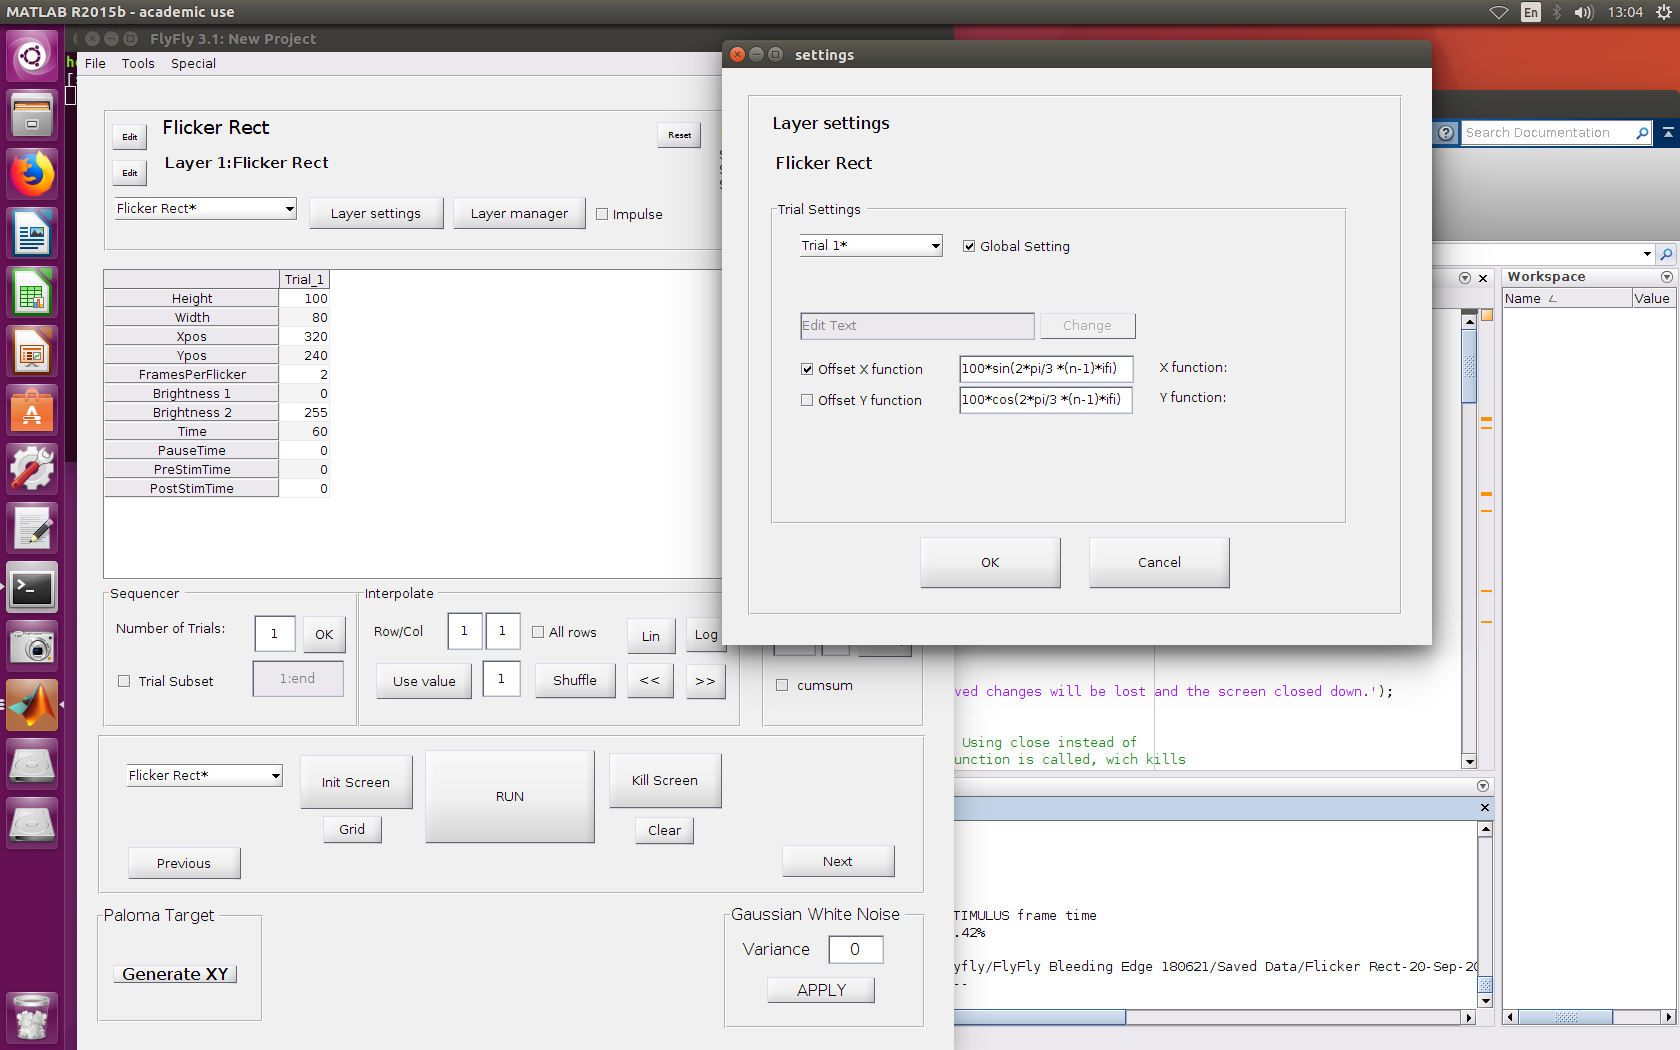 MATLAB R2015b - academic use
En
13:04
FlyFly 3.1: New Project
File Tools Special
Edit
Flicker Rect
Reset
Edit
Layer 1:Flicker Rect
Flicker Rect*
Layer settings
Layer manager
Impulse
Trial_1
Height 100
Width 80
Xpos 320
Ypos 240
FramesPerFlicker 2
Brightness 1 0
Brightness 2 255
Time 60
PauseTime 0
PreStimTime 0
PostStimTime 0
Sequencer
Number of Trials:
1
OK
Trial Subset
1:end
Interpolate
Row/Col
1
1
All rows
Lin
Log
Use value
1
Shuffle
<<
>>
cumsum
Flicker Rect*
Init Screen
RUN
Kill Screen
Grid
Clear
Previous
Next
Paloma Target
Generate XY
Gaussian White Noise
Variance
0
APPLY
settings
Layer settings
Flicker Rect
Trial Settings
Trial 1*
Global Setting
Edit Text
Change
Offset X function
100*sin(2*pi/3 *(n-1)*ifi)
X function:
Offset Y function
100*cos(2*pi/3 *(n-1)*ifi)
Y function:
OK
Cancel
Search Documentation
Workspace
Name
Value
ved changes will be lost and the screen closed down.');
Using close instead of
unction is called, wich kills
TIMULUS frame time
.42%
yfly/FlyFly Bleeding Edge 180621/Saved Data/Flicker Rect-20-Sep-20
--